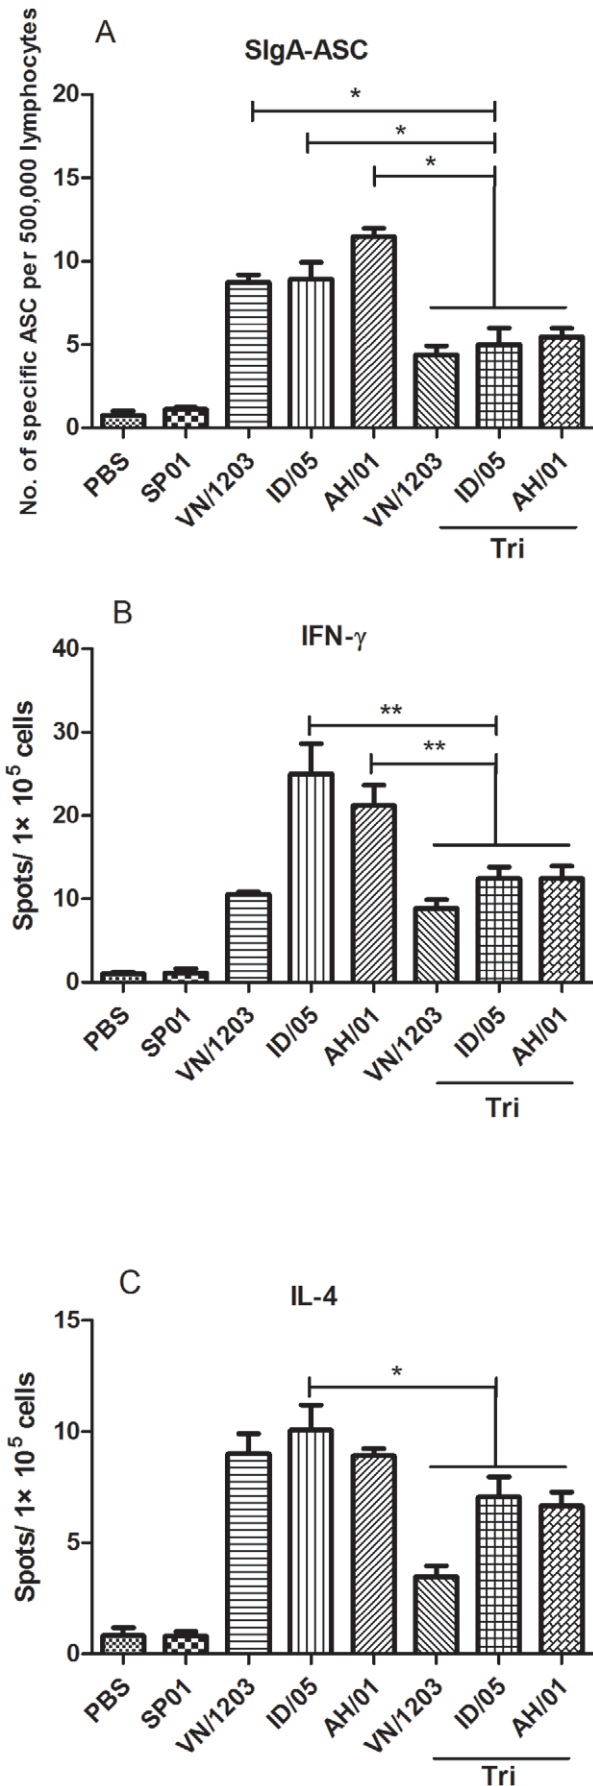 A
SIgA-ASC
No. of specific ASC per 500,000 lymphocytes
20
15
10
5
0
*
*
*
PBS
SP01
VN/1203
ID/05
AH/01
VN/1203
ID/05
AH/01
Tri
B
IFN-γ
Spots/ 1× 10⁵ cells
40
30
20
10
0
**
**
PBS
SP01
VN/1203
ID/05
AH/01
VN/1203
ID/05
AH/01
Tri
C
IL-4
Spots/ 1× 10⁵ cells
15
10
5
0
*
PBS
SP01
VN/1203
ID/05
AH/01
VN/1203
ID/05
AH/01
Tri